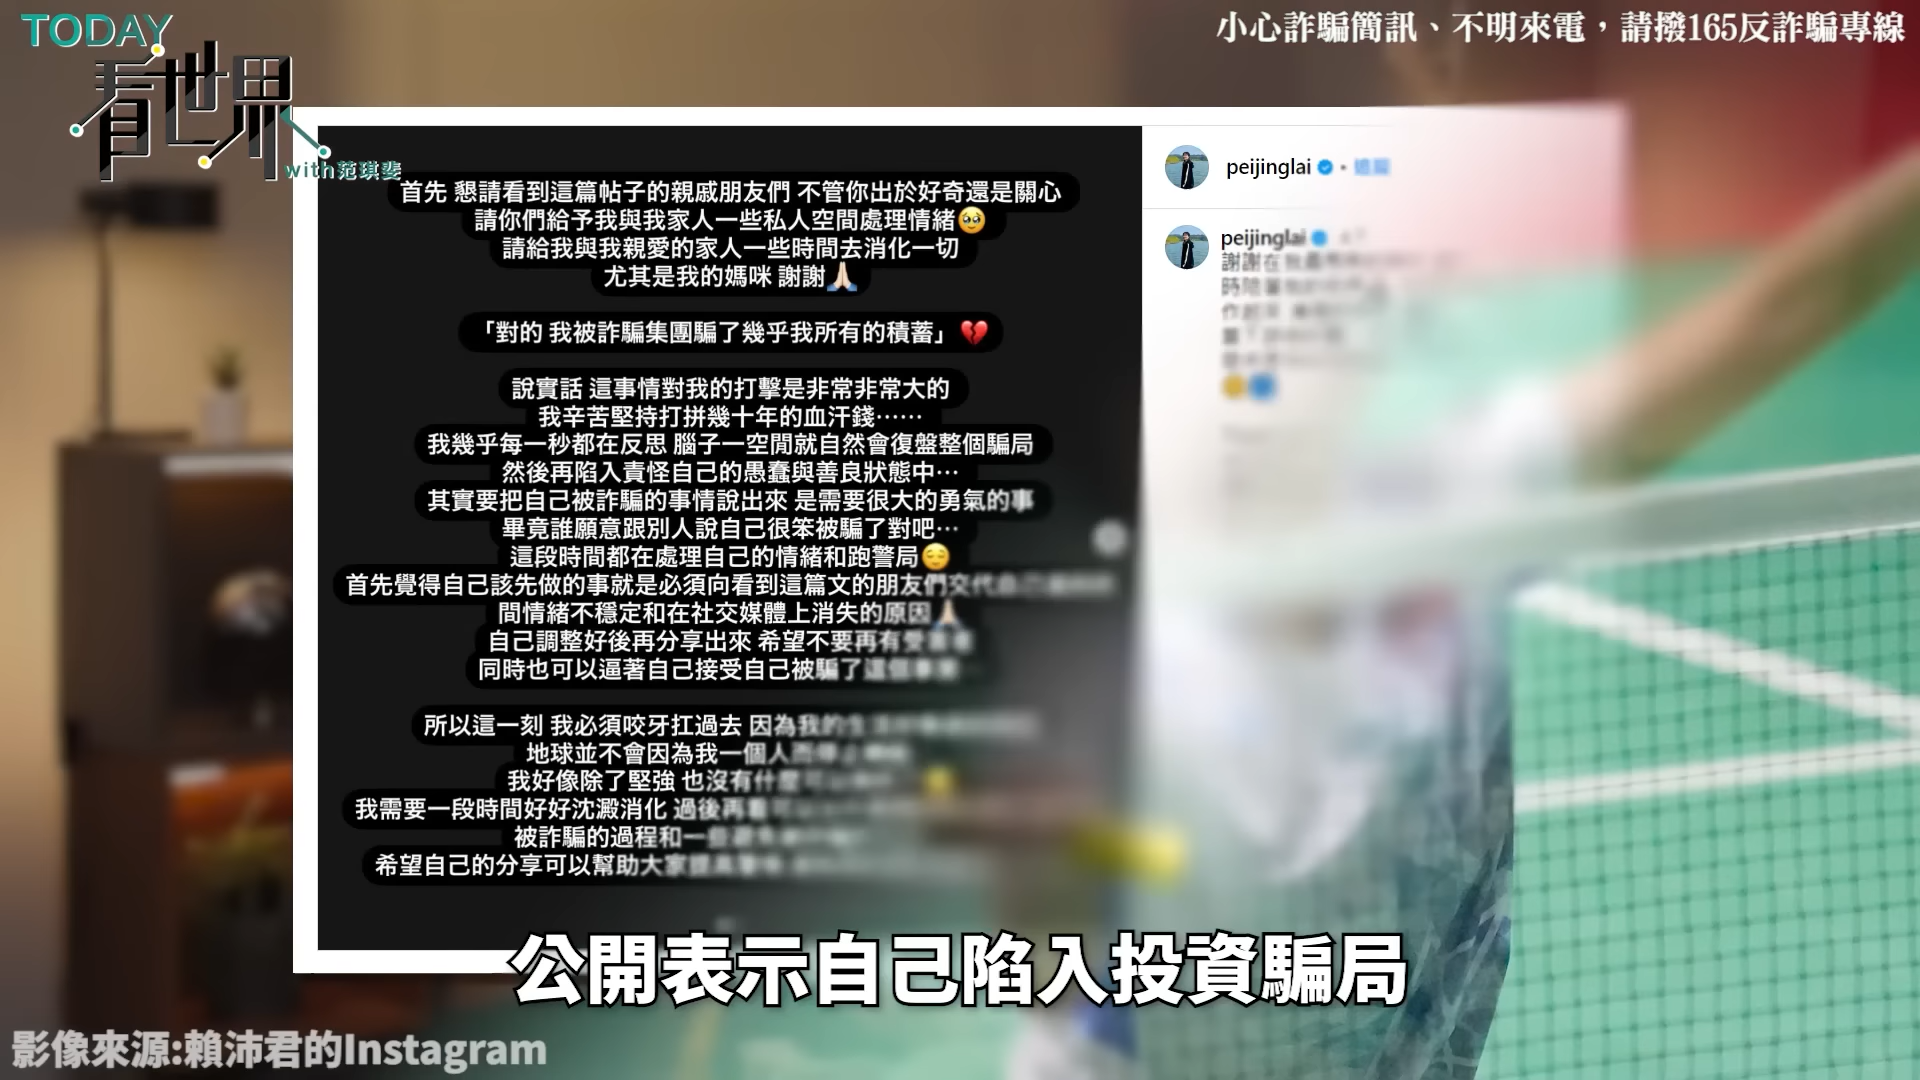 TODAY
看世界
with范琪斐
小心詐騙簡訊、不明來電，請撥165反詐騙專線
首先 懇請看到這篇帖子的親戚朋友們 不管你出於好奇還是關心
請你們給予我與我家人一些私人空間處理情緒🥹
請給我與我親愛的家人一些時間去消化一切
尤其是我的媽咪 謝謝🙏🏻
「對的 我被詐騙集團騙了幾乎我所有的積蓄」💔
說實話 這事情對我的打擊是非常非常大的
我辛苦堅持打拼幾十年的血汗錢⋯⋯
我幾乎每一秒都在反思 腦子一空閒就自然會復盤整個騙局
然後再陷入責怪自己的愚蠢與善良狀態中⋯
其實要把自己被詐騙的事情說出來 是需要很大的勇氣的事
畢竟誰願意跟別人說自己很笨被騙了對吧⋯
這段時間都在處理自己的情緒和跑警局😌
首先覺得自己該先做的事就是必須向看到這篇文的朋友們交代自己
間情緒不穩定和在社交媒體上消失的原因🙏🏻
自己調整好後再分享出來 希望不要再有受
同時也可以逼著自己接受自己被騙了這個
所以這一刻 我必須咬牙扛過去 因為我的生
地球並不會因為我一個人而停止
我好像除了堅強 也沒有什麼可
我需要一段時間好好沈澱消化 過後再
被詐騙的過程和一些
希望自己的分享可以幫助大家提高
peijinglai
peijinglai
謝謝在
時陪
作
公開表示自己陷入投資騙局
影像來源:賴沛君的Instagram